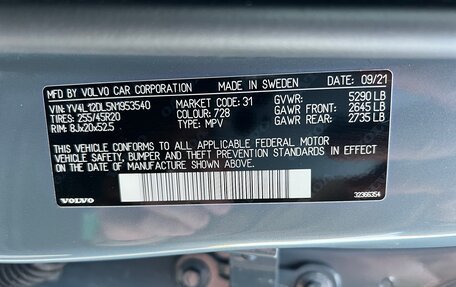 MFD BY VOLVO CAR CORPORATION MADE IN SWEDEN DATE: 09/21
VIN:YV4L12DL5N1953540 MARKET CODE: 31 GVWR: 5290 LB
TIRES: 255/45R20 COLOUR: 728 GAWR FRONT: 2645 LB
RIM: 8Jx20x52.5 TYPE: MPV GAWR REAR: 2735 LB
THIS VEHICLE CONFORMS TO ALL APPLICABLE FEDERAL MOTOR
VEHICLE SAFETY, BUMPER AND THEFT PREVENTION STANDARDS IN EFFECT
ON THE DATE OF MANUFACTURE SHOWN ABOVE.
VOLVO 32366354